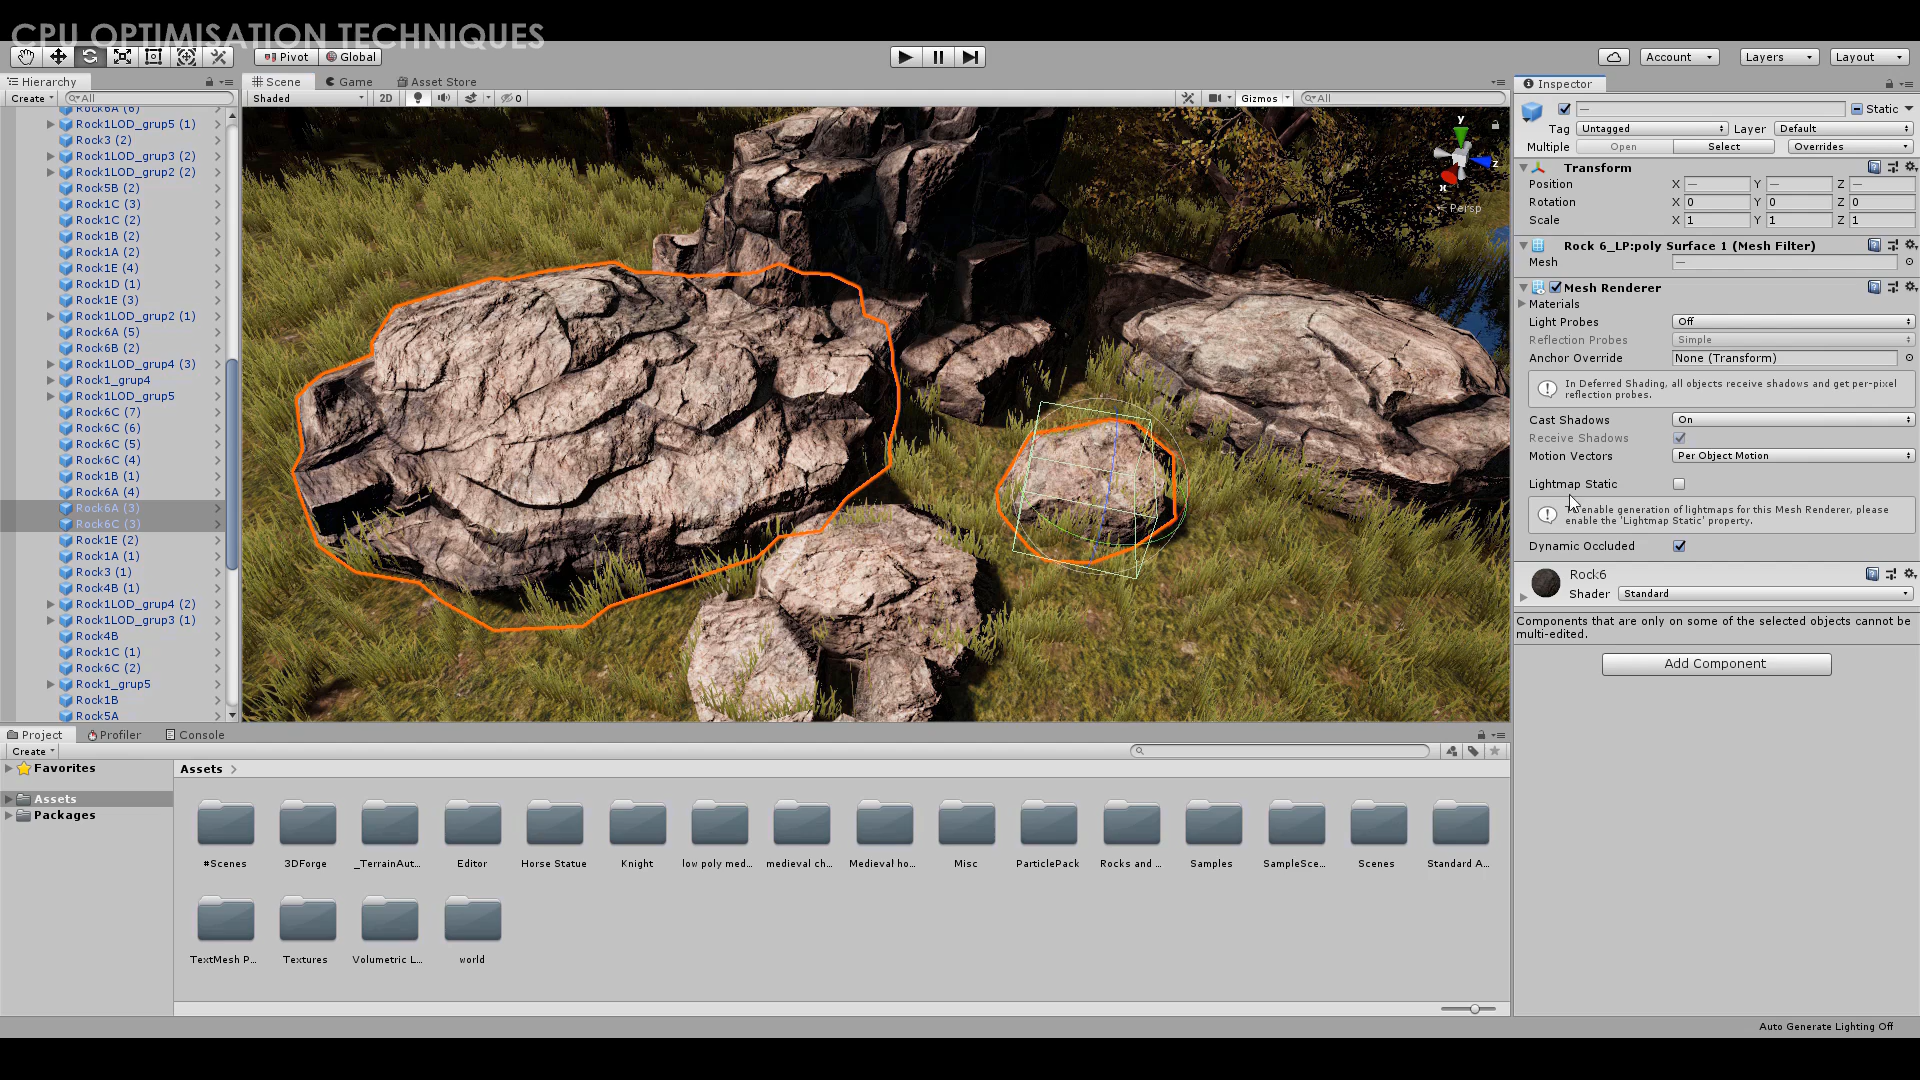 CPU OPTIMISATION TECHNIQUES
Pivot Global
Account Layers Layout
Hierarchy
Scene Game Asset Store
Inspector
Create All
Shaded 2D 0 Gizmos All
Static
Tag Untagged Layer Default
Multiple Open Select Overrides
Transform
Position X — Y — Z —
Rotation X 0 Y 0 Z 0
Scale X 1 Y 1 Z 1
Rock 6_LP:poly Surface 1 (Mesh Filter)
Mesh —
Mesh Renderer
Materials
Light Probes Off
Reflection Probes Simple
Anchor Override None (Transform)
In Deferred Shading, all objects receive shadows and get per-pixel
reflection probes.
Cast Shadows On
Receive Shadows
Motion Vectors Per Object Motion
Lightmap Static
enable generation of lightmaps for this Mesh Renderer, please
enable the 'Lightmap Static' property.
Dynamic Occluded
Rock6
Shader Standard
Components that are only on some of the selected objects cannot be
multi-edited.
Add Component
Rock6A (6)
Rock1LOD_grup5 (1)
Rock3 (2)
Rock1LOD_grup3 (2)
Rock1LOD_grup2 (2)
Rock5B (2)
Rock1C (3)
Rock1C (2)
Rock1B (2)
Rock1A (2)
Rock1E (4)
Rock1D (1)
Rock1E (3)
Rock1LOD_grup2 (1)
Rock6A (5)
Rock6B (2)
Rock1LOD_grup4 (3)
Rock1_grup4
Rock1LOD_grup5
Rock6C (7)
Rock6C (6)
Rock6C (5)
Rock6C (4)
Rock1B (1)
Rock6A (4)
Rock6A (3)
Rock6C (3)
Rock1E (2)
Rock1A (1)
Rock3 (1)
Rock4B (1)
Rock1LOD_grup4 (2)
Rock1LOD_grup3 (1)
Rock4B
Rock1C (1)
Rock6C (2)
Rock1_grup5
Rock1B
Rock5A
y
z
x
Persp
Project Profiler Console
Create
Favorites
Assets
Packages
Assets
#Scenes 3DForge _TerrainAut... Editor Horse Statue Knight low poly med... medieval ch... Medieval ho... Misc ParticlePack Rocks and ... Samples SampleSce... Scenes Standard A...
TextMesh P... Textures Volumetric L... world
Auto Generate Lighting Off